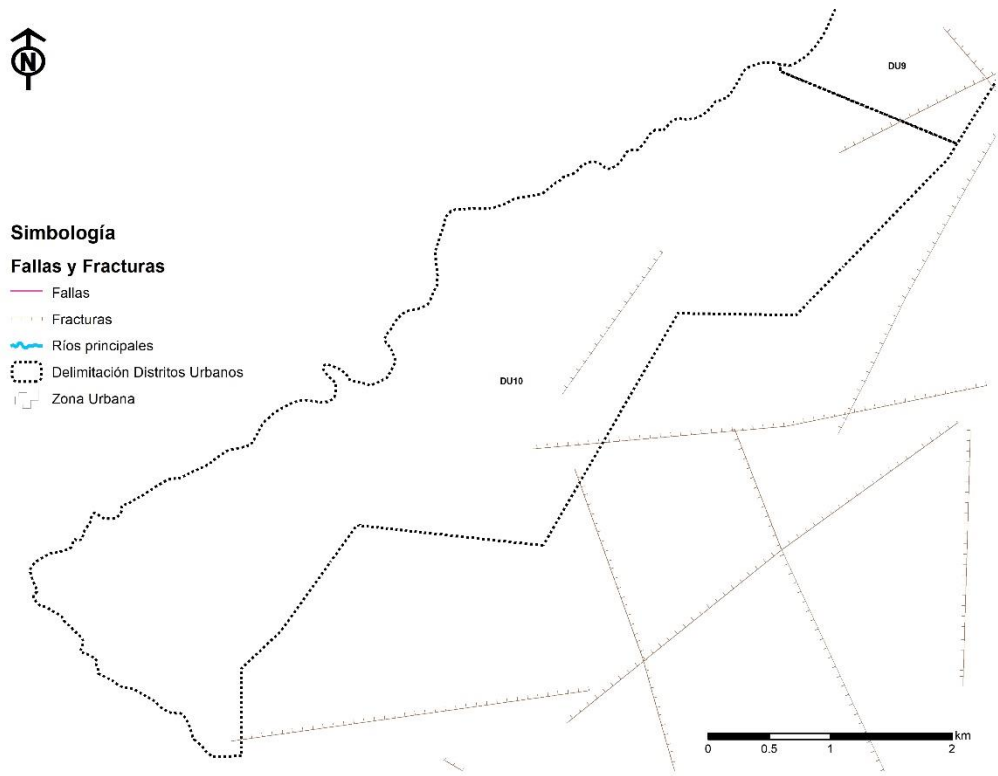 N
DU9
Simbología
Fallas y Fracturas
Fallas
Fracturas
Ríos principales
Delimitación Distritos Urbanos
Zona Urbana
DU10
km
0 0.5 1 2